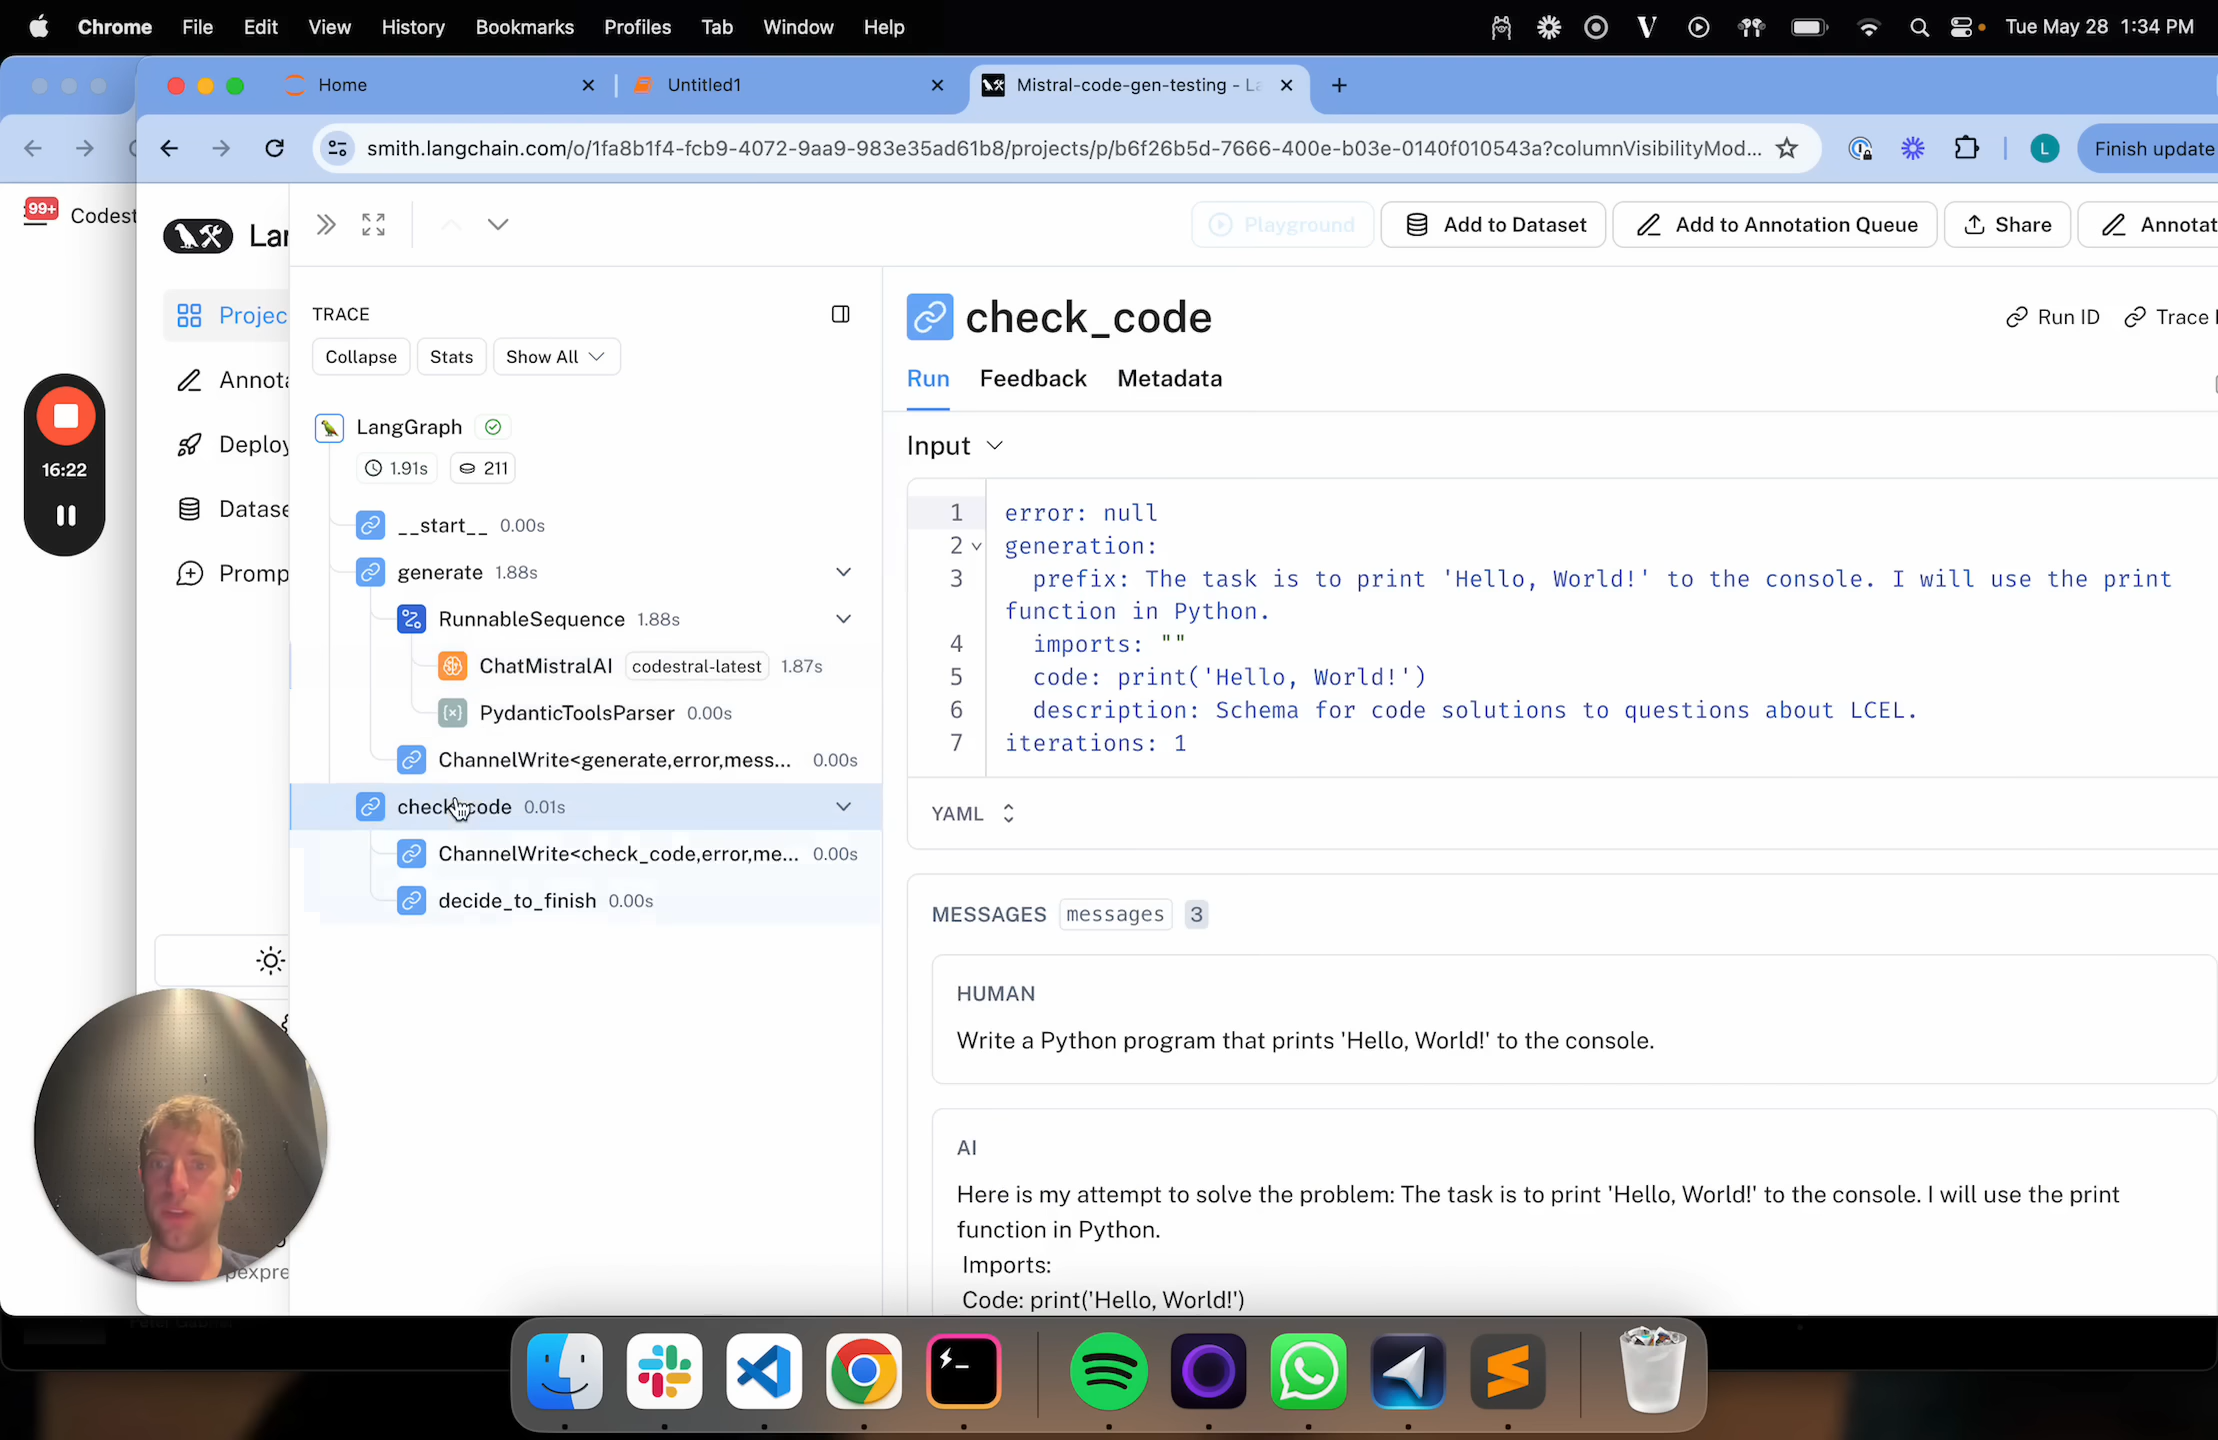 Chrome File Edit View History Bookmarks Profiles Tab Window Help
V
Tue May 28 1:34 PM
Home
Untitled1
Mistral-code-gen-testing - La
smith.langchain.com/o/1fa8b1f4-fcb9-4072-9aa9-983e35ad61b8/projects/p/b6f26b5d-7666-400e-b03e-0140f010543a?columnVisibilityMod...
L
Finish update
99+
Codest
Lan
Playground
Add to Dataset
Add to Annotation Queue
Share
Annotat
Projec
Annota
Deploy
Datase
Promp
16:22
TRACE
Collapse
Stats
Show All
LangGraph
1.91s
211
__start__ 0.00s
generate 1.88s
RunnableSequence 1.88s
ChatMistralAI codestral-latest 1.87s
PydanticToolsParser 0.00s
ChannelWrite<generate,error,mess... 0.00s
check_code 0.01s
ChannelWrite<check_code,error,me... 0.00s
decide_to_finish 0.00s
check_code
Run ID
Trace I
Run
Feedback
Metadata
Input
1 error: null
2 generation:
3 prefix: The task is to print 'Hello, World!' to the console. I will use the print
function in Python.
4 imports: ""
5 code: print('Hello, World!')
6 description: Schema for code solutions to questions about LCEL.
7 iterations: 1
YAML
MESSAGES messages 3
HUMAN
Write a Python program that prints 'Hello, World!' to the console.
AI
Here is my attempt to solve the problem: The task is to print 'Hello, World!' to the console. I will use the print
function in Python.
Imports:
Code: print('Hello, World!')
pexpre